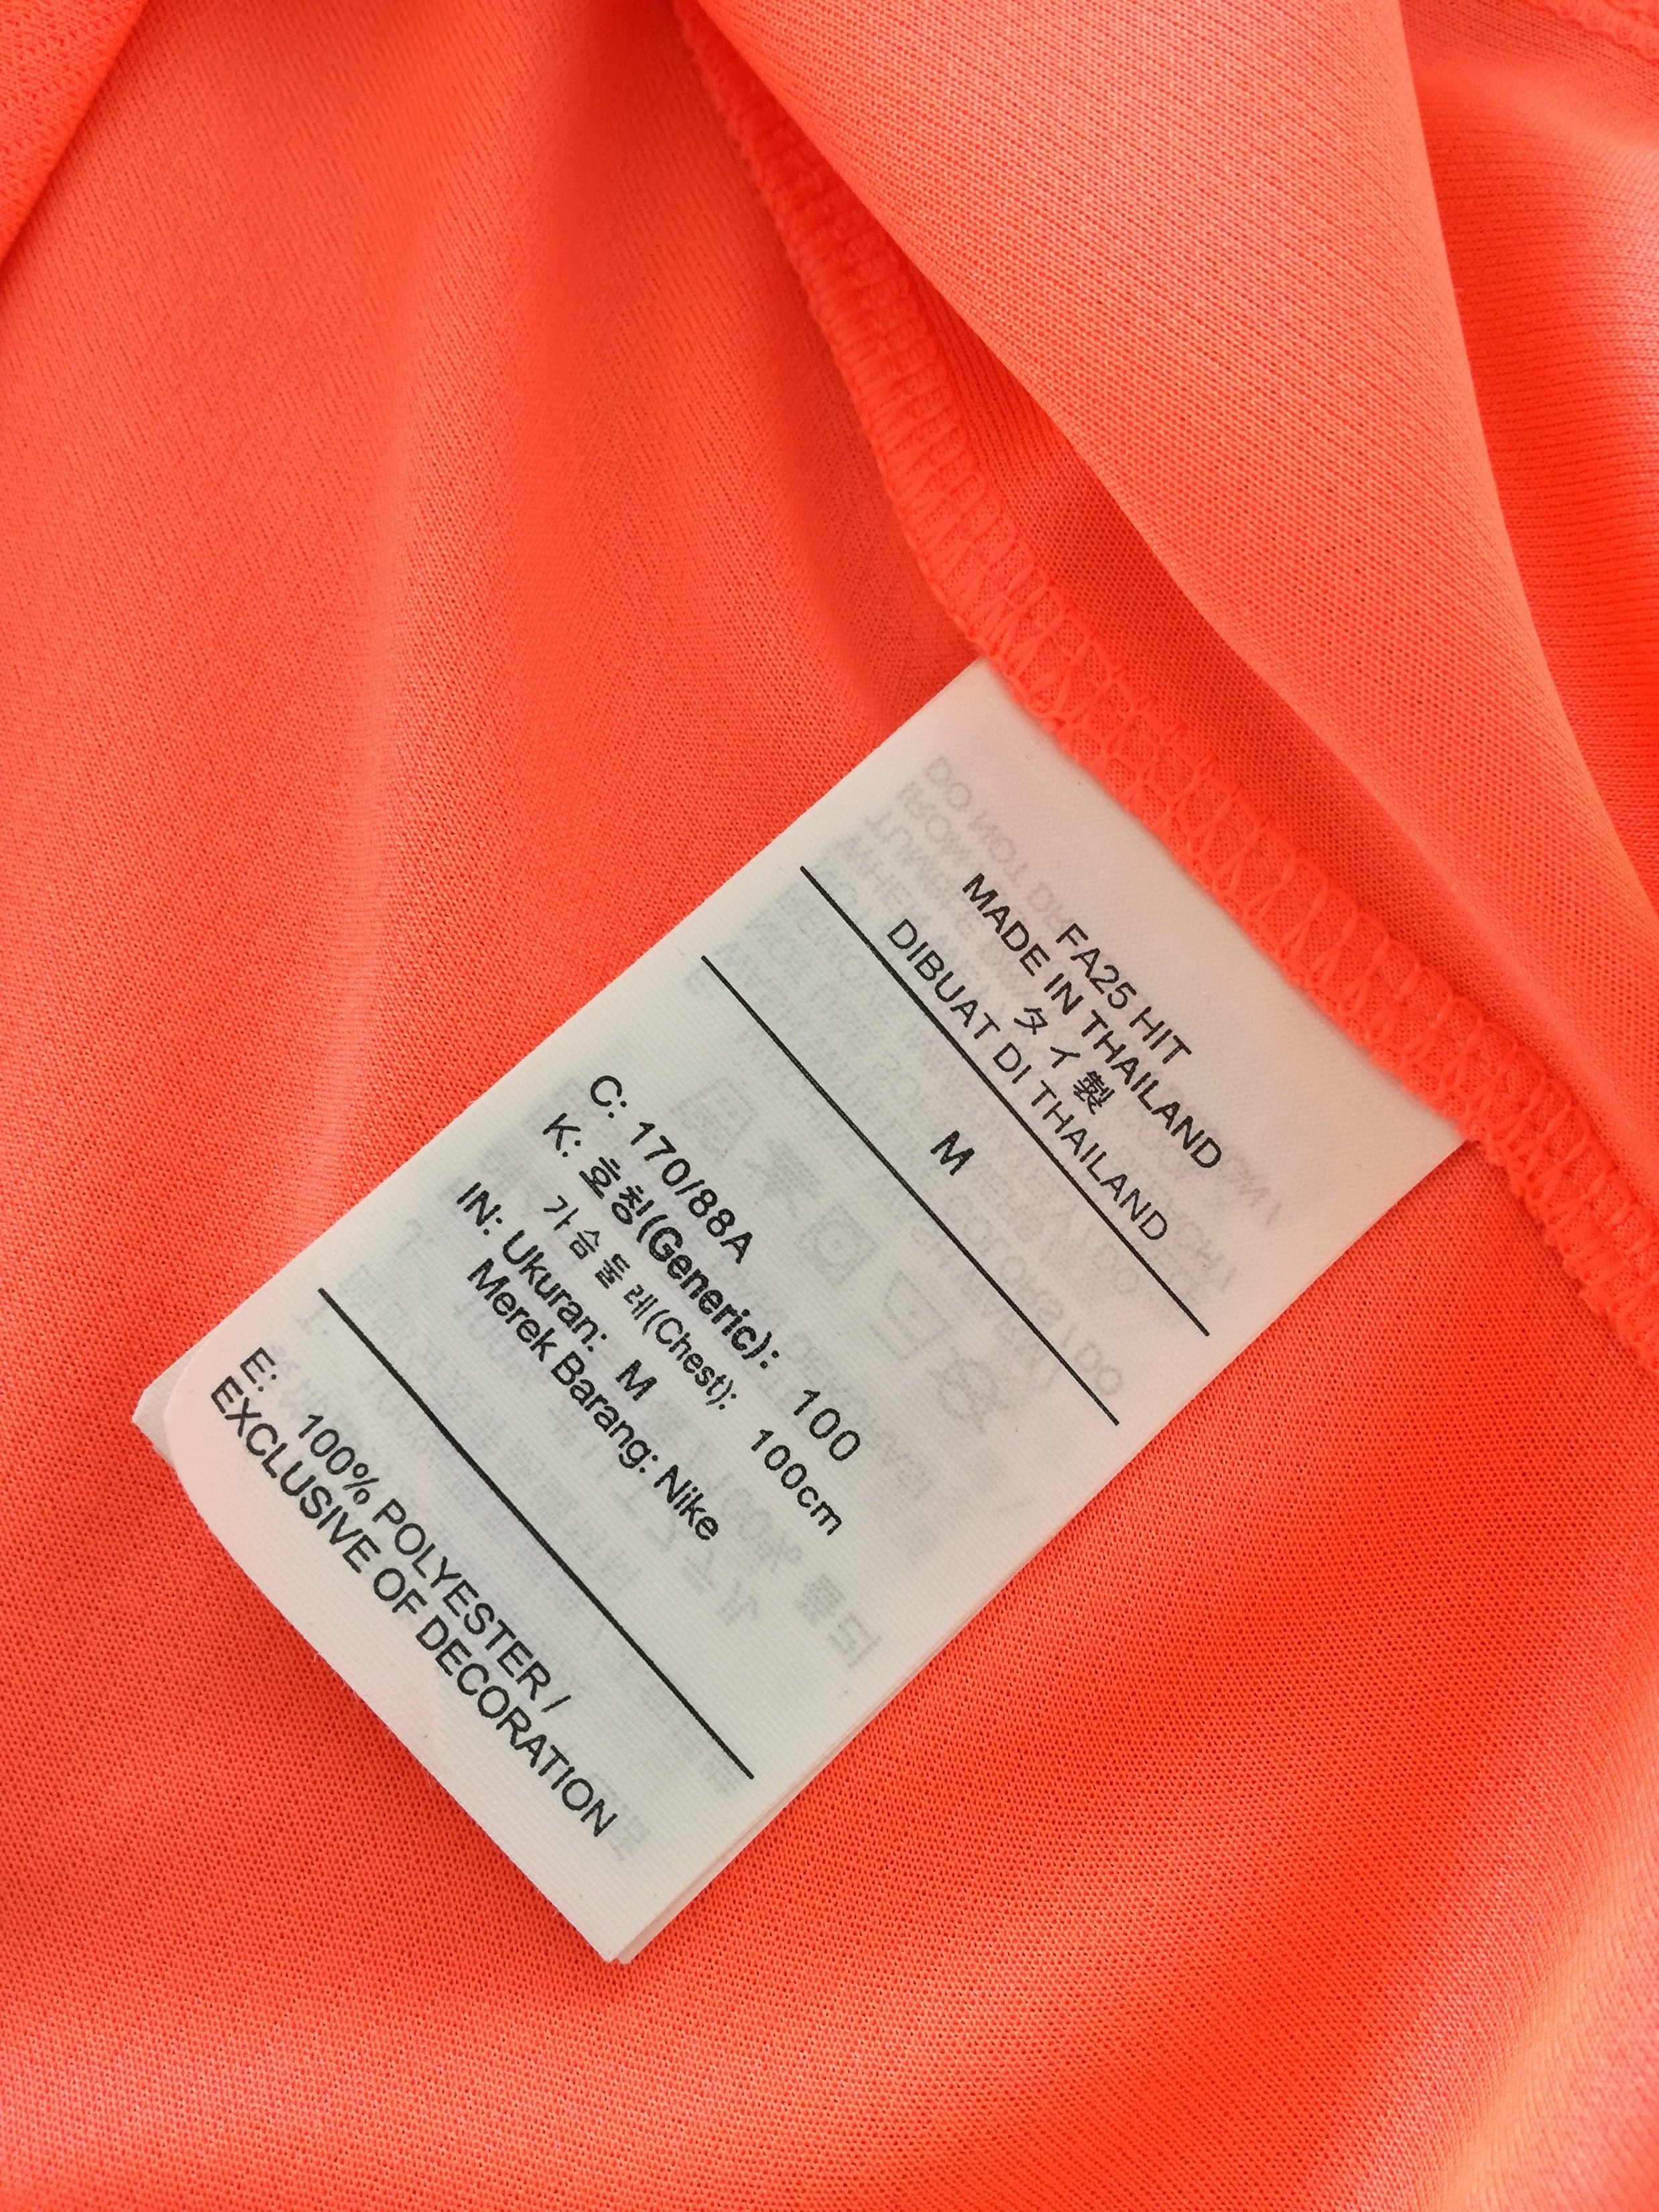 FA25 HIT
MADE IN THAILAND
タイ製
DIBUAT DI THAILAND
M
C: 170/88A
K: 호칭(Generic): 100
가슴둘레(Chest): 100cm
IN: Ukuran: M
Merek Barang: Nike
E: 100% POLYESTER /
EXCLUSIVE OF DECORATION